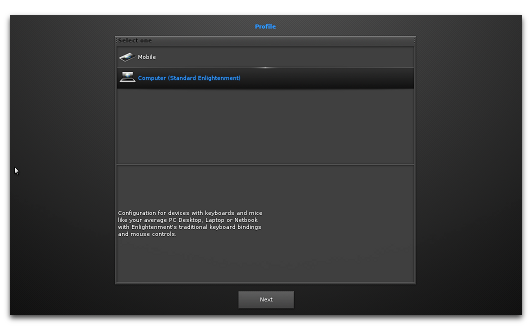 Profile
Select one
Mobile
Computer (Standard Enlightenment)
Configuration for devices with keyboards and mice
like your average PC Desktop, Laptop or Netbook
with Enlightenment's traditional keyboard bindings
and mouse controls.
Next